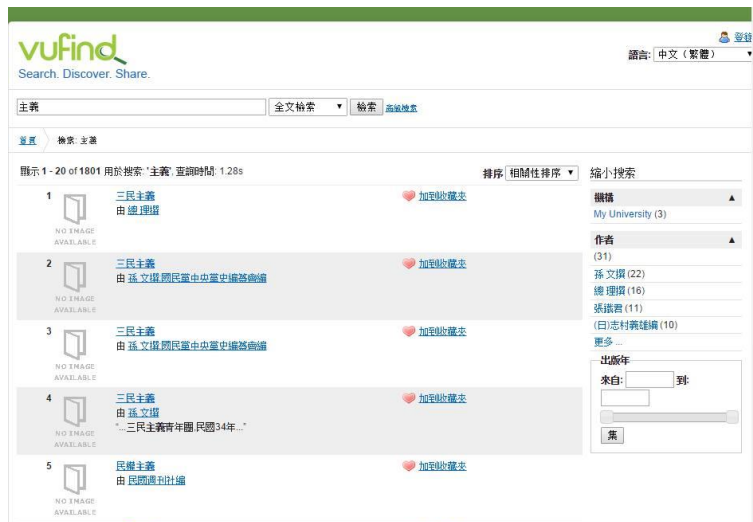 vufind
Search. Discover. Share.
登錄
語言: 中文（繁體）
主義 全文檢索 檢索 高級檢索
首頁 檢索: 主義
顯示 1 - 20 of 1801 用於搜索: '主義', 查詢時間: 1.28s 排序 相關性排序
1 三民主義 加到收藏夾
由 總理撰
NO IMAGE AVAILABLE
2 三民主義 加到收藏夾
由 孫文撰,國民黨中央黨史編
NO IMAGE AVAILABLE
3 三民主義 加到收藏夾
由 孫文撰,國民黨中央黨史編
NO IMAGE AVAILABLE
4 三民主義 加到收藏夾
由 孫文撰
"...三民主義青年團,民國34年..."
NO IMAGE AVAILABLE
5 民權主義 加到收藏夾
由 民國週刊社編
NO IMAGE AVAILABLE
縮小搜索
機構
My University (3)
作者
(31)
孫文撰 (22)
總理撰 (16)
張鐵君 (11)
(日)志村義雄編 (10)
更多 ...
出版年
來自: 到:
集